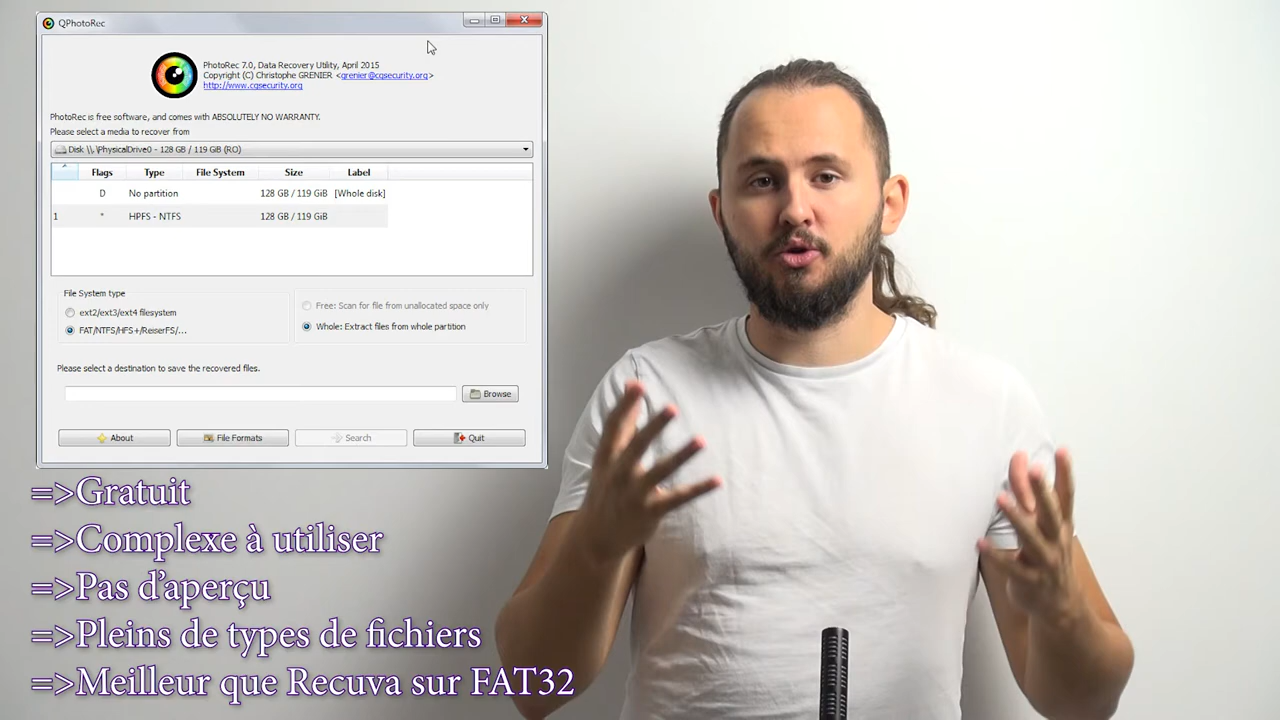 QPhotoRec
PhotoRec 7.0, Data Recovery Utility, April 2015
Copyright (C) Christophe GRENIER <grenier@cgsecurity.org>
http://www.cgsecurity.org
PhotoRec is free software, and comes with ABSOLUTELY NO WARRANTY.
Please select a media to recover from
Disk \\.\PhysicalDrive0 - 128 GB / 119 GiB (RO)
Flags Type File System Size Label
D No partition 128 GB / 119 GiB [Whole disk]
1 * HPFS - NTFS 128 GB / 119 GiB
File System type
ext2/ext3/ext4 filesystem
FAT/NTFS/HFS+/ReiserFS/...
Free: Scan for file from unallocated space only
Whole: Extract files from whole partition
Please select a destination to save the recovered files.
Browse
About File Formats Search Quit
=>Gratuit
=>Complexe à utiliser
=>Pas d'aperçu
=>Pleins de types de fichiers
=>Meilleur que Recuva sur FAT32